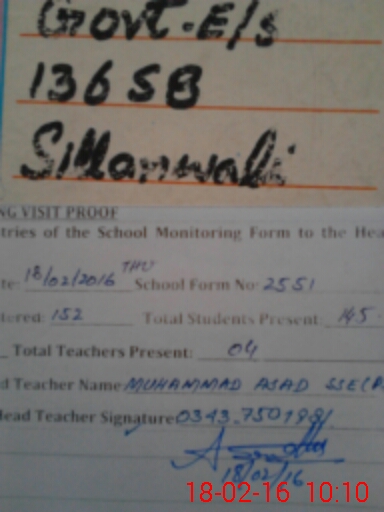 Govt. E/s
136 SB
Sillanwali
NG VISIT PROOF
tries of the School Monitoring Form to the Hea
te: 18/02/2016 THU School Form No: 2551
tered: 152 Total Students Present: 145
Total Teachers Present: 04
d Teacher Name MUHAMMAD ASAD SSE(P
Head Teacher Signature 0343-7501981
18/02/16
18-02-16 10:10